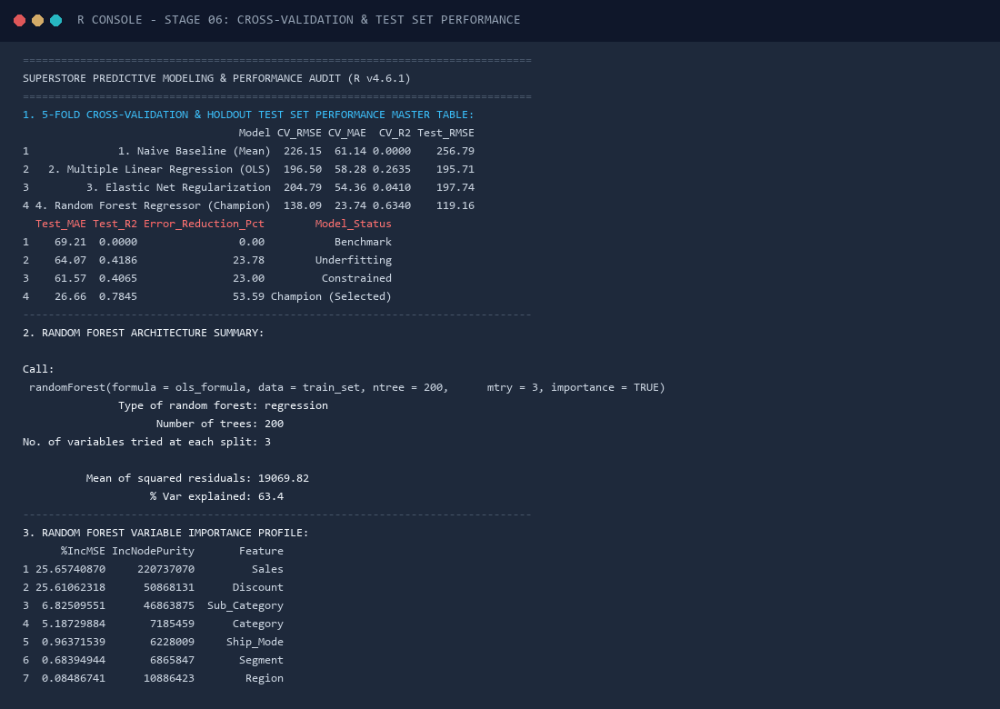 R CONSOLE - STAGE 06: CROSS-VALIDATION & TEST SET PERFORMANCE
================================================================================
SUPERSTORE PREDICTIVE MODELING & PERFORMANCE AUDIT (R v4.6.1)
================================================================================
1. 5-FOLD CROSS-VALIDATION & HOLDOUT TEST SET PERFORMANCE MASTER TABLE:
                                  Model CV_RMSE CV_MAE  CV_R2 Test_RMSE
1              1. Naive Baseline (Mean)  226.15  61.14 0.0000    256.79
2   2. Multiple Linear Regression (OLS)  196.50  58.28 0.2635    195.71
3         3. Elastic Net Regularization  204.79  54.36 0.0410    197.74
4 4. Random Forest Regressor (Champion)  138.09  23.74 0.6340    119.16
  Test_MAE Test_R2 Error_Reduction_Pct        Model_Status
1    69.21  0.0000                0.00           Benchmark
2    64.07  0.4186               23.78        Underfitting
3    61.57  0.4065               23.00         Constrained
4    26.66  0.7845               53.59 Champion (Selected)
--------------------------------------------------------------------------------
2. RANDOM FOREST ARCHITECTURE SUMMARY:
Call:
 randomForest(formula = ols_formula, data = train_set, ntree = 200,      mtry = 3, importance = TRUE)
               Type of random forest: regression
                     Number of trees: 200
No. of variables tried at each split: 3
          Mean of squared residuals: 19069.82
                    % Var explained: 63.4
--------------------------------------------------------------------------------
3. RANDOM FOREST VARIABLE IMPORTANCE PROFILE:
      %IncMSE IncNodePurity       Feature
1 25.65740870     220737070         Sales
2 25.61062318      50868131      Discount
3  6.82509551      46863875  Sub_Category
4  5.18729884       7185459      Category
5  0.96371539       6228009     Ship_Mode
6  0.68394944       6865847       Segment
7  0.08486741      10886423        Region